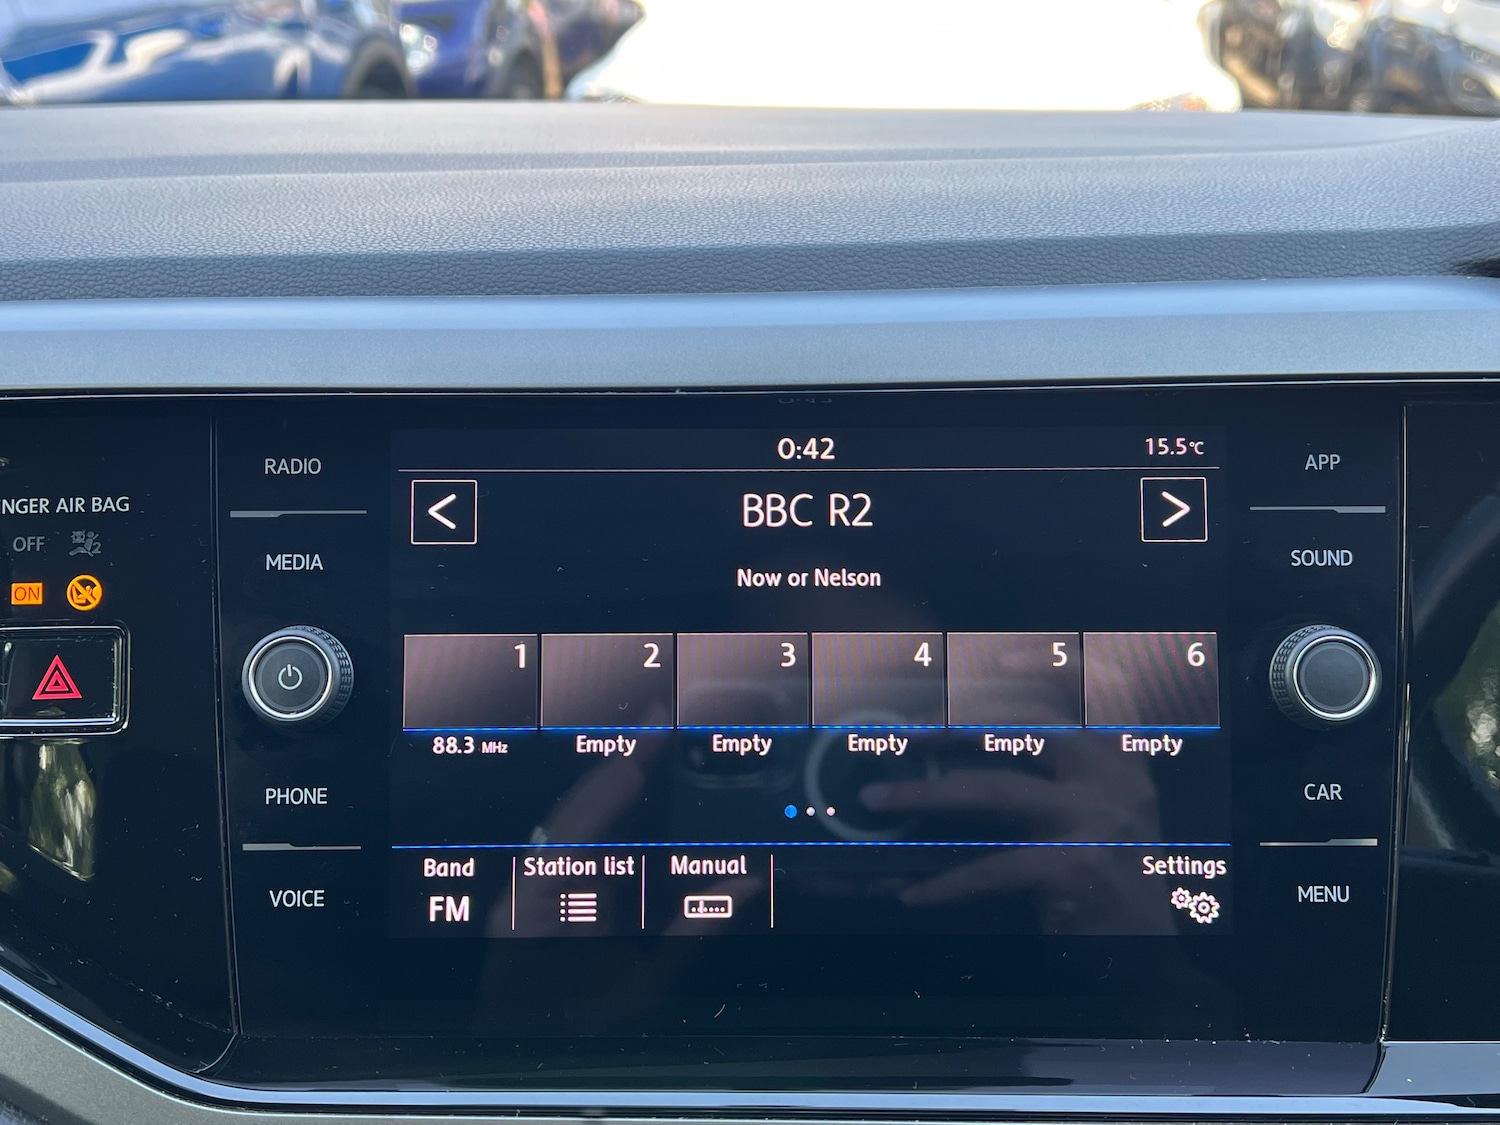 RADIO
MEDIA
PHONE
VOICE
NGER AIR BAG
OFF
2
ON
0:42
15.5°C
<
BBC R2
>
Now or Nelson
1 2 3 4 5 6
88.3 MHz Empty Empty Empty Empty Empty
Band Station list Manual Settings
FM
APP
SOUND
CAR
MENU